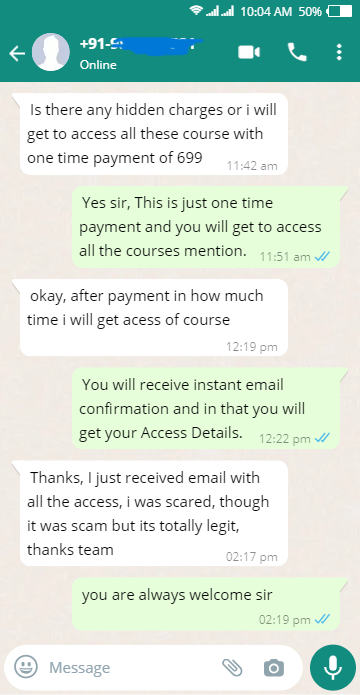 10:04 AM 50%
+91-
Online
Is there any hidden charges or i will
get to access all these course with
one time payment of 699
11:42 am
Yes sir, This is just one time
payment and you will get to access
all the courses mention. 11:51 am
okay, after payment in how much
time i will get acess of course
12:19 pm
You will receive instant email
confirmation and in that you will
get your Access Details. 12:22 pm
Thanks, I just received email with
all the access, i was scared, though
it was scam but its totally legit,
thanks team
02:17 pm
you are always welcome sir
02:19 pm
Message